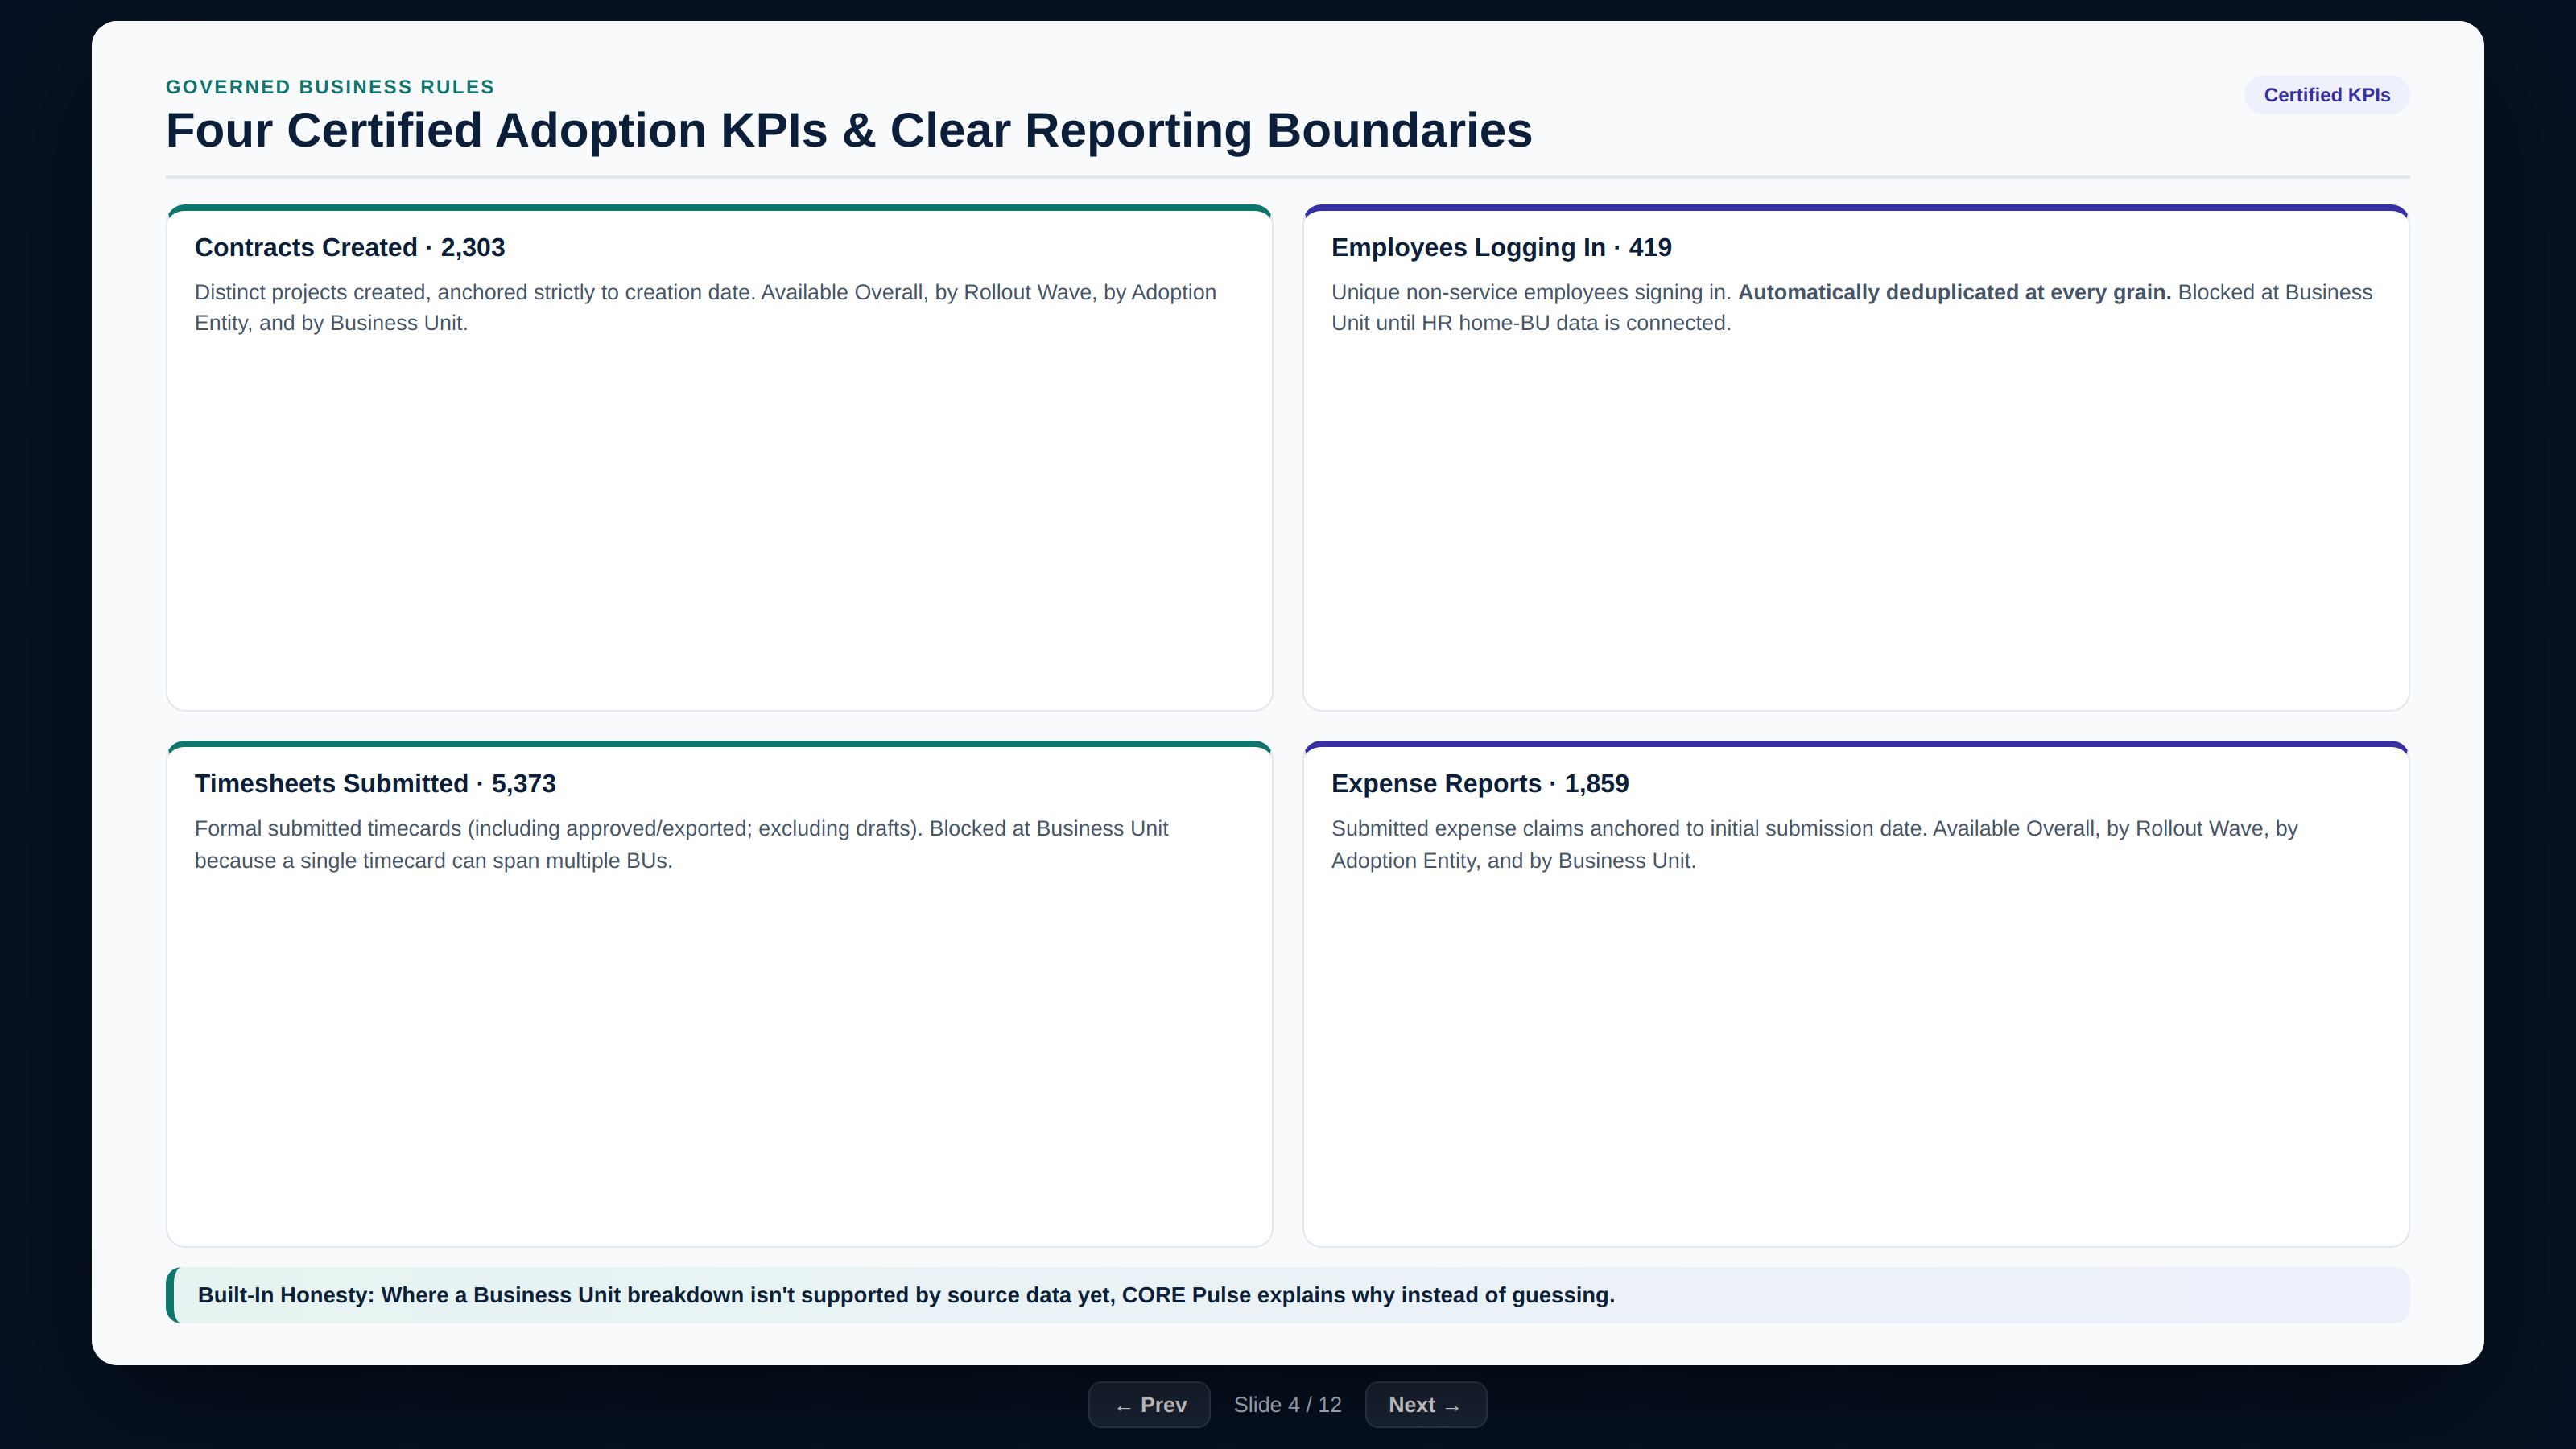 GOVERNED BUSINESS RULES
Four Certified Adoption KPIs & Clear Reporting Boundaries
Certified KPIs
Contracts Created · 2,303
Distinct projects created, anchored strictly to creation date. Available Overall, by Rollout Wave, by Adoption
Entity, and by Business Unit.
Employees Logging In · 419
Unique non-service employees signing in. Automatically deduplicated at every grain. Blocked at Business
Unit until HR home-BU data is connected.
Timesheets Submitted · 5,373
Formal submitted timecards (including approved/exported; excluding drafts). Blocked at Business Unit
because a single timecard can span multiple BUs.
Expense Reports · 1,859
Submitted expense claims anchored to initial submission date. Available Overall, by Rollout Wave, by
Adoption Entity, and by Business Unit.
Built-In Honesty: Where a Business Unit breakdown isn't supported by source data yet, CORE Pulse explains why instead of guessing.
← Prev
Slide 4 / 12
Next →